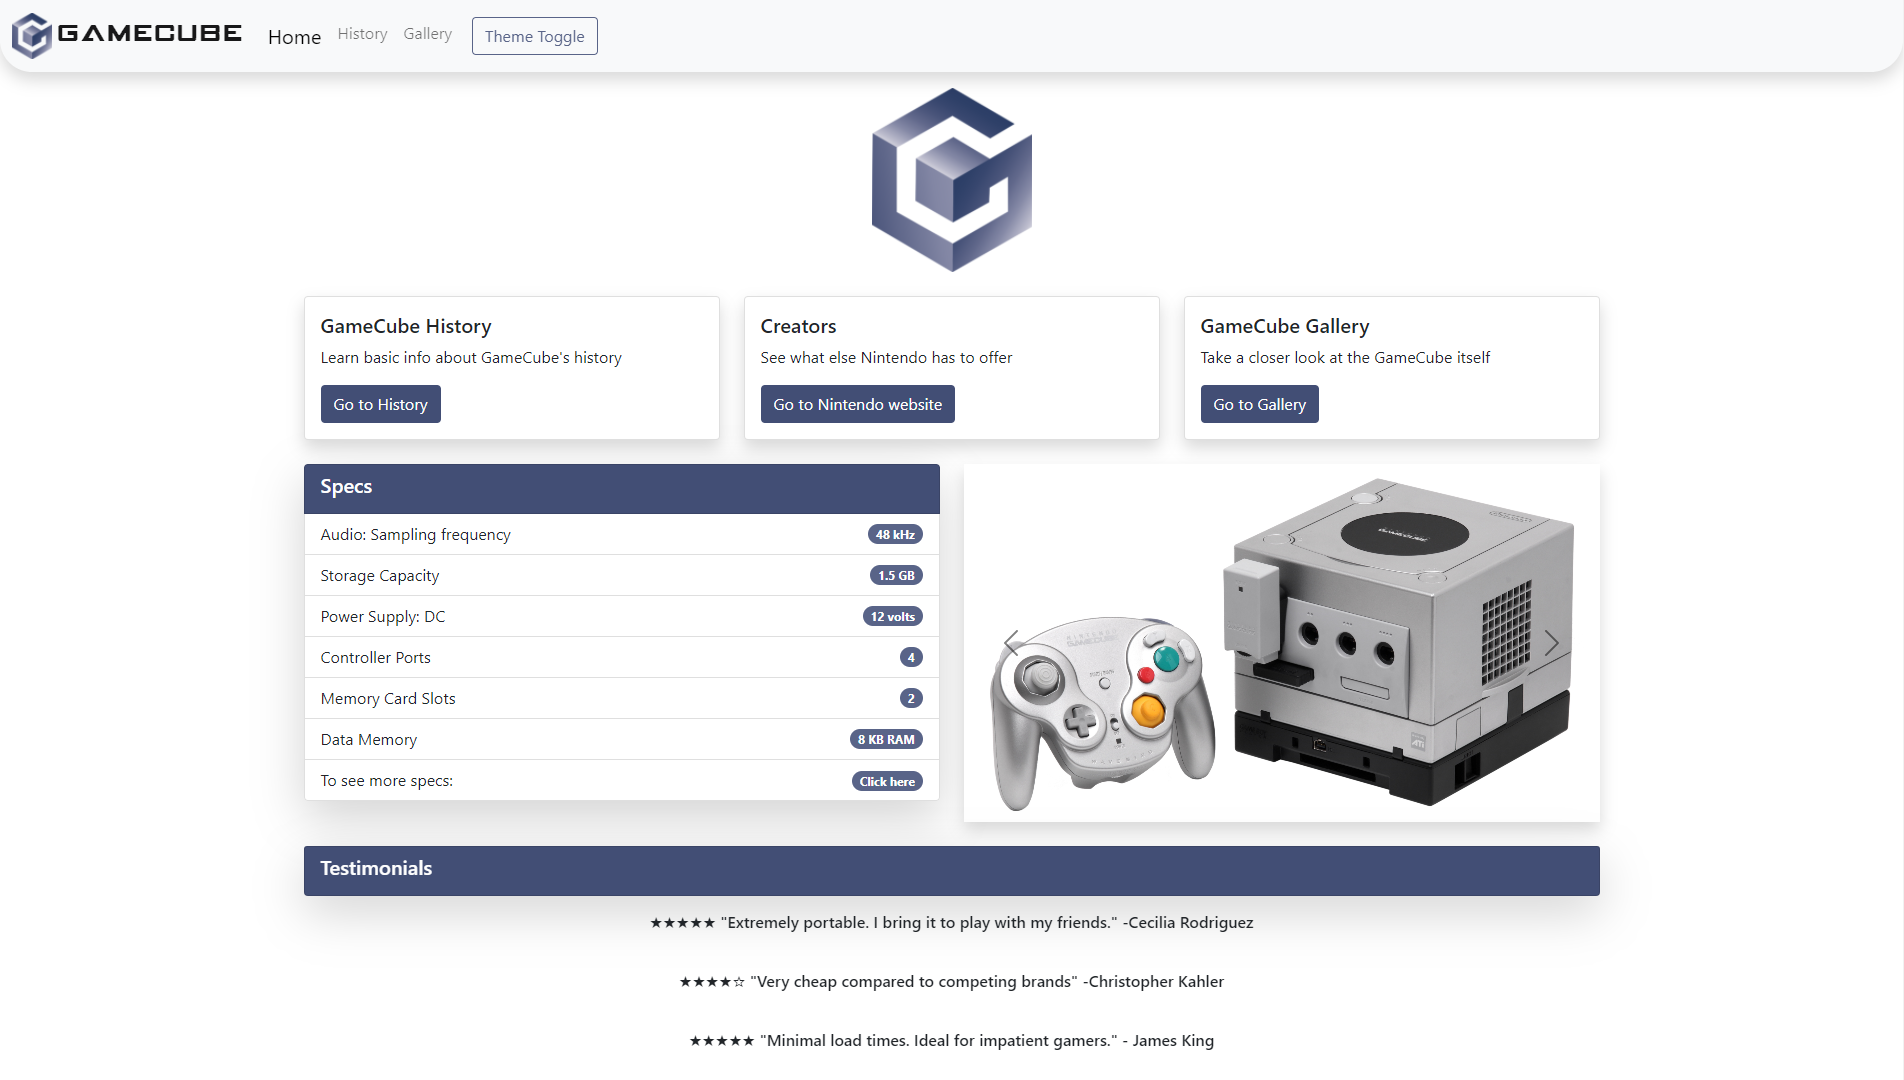 GAMECUBE Home History Gallery Theme Toggle
GameCube History
Learn basic info about GameCube's history
Go to History
Creators
See what else Nintendo has to offer
Go to Nintendo website
GameCube Gallery
Take a closer look at the GameCube itself
Go to Gallery
Specs
Audio: Sampling frequency 48 kHz
Storage Capacity 1.5 GB
Power Supply: DC 12 volts
Controller Ports 4
Memory Card Slots 2
Data Memory 8 KB RAM
To see more specs: Click here
GAMECUBE
ATI
Testimonials
★★★★★ "Extremely portable. I bring it to play with my friends." -Cecilia Rodriguez
★★★★☆ "Very cheap compared to competing brands" -Christopher Kahler
★★★★★ "Minimal load times. Ideal for impatient gamers." - James King